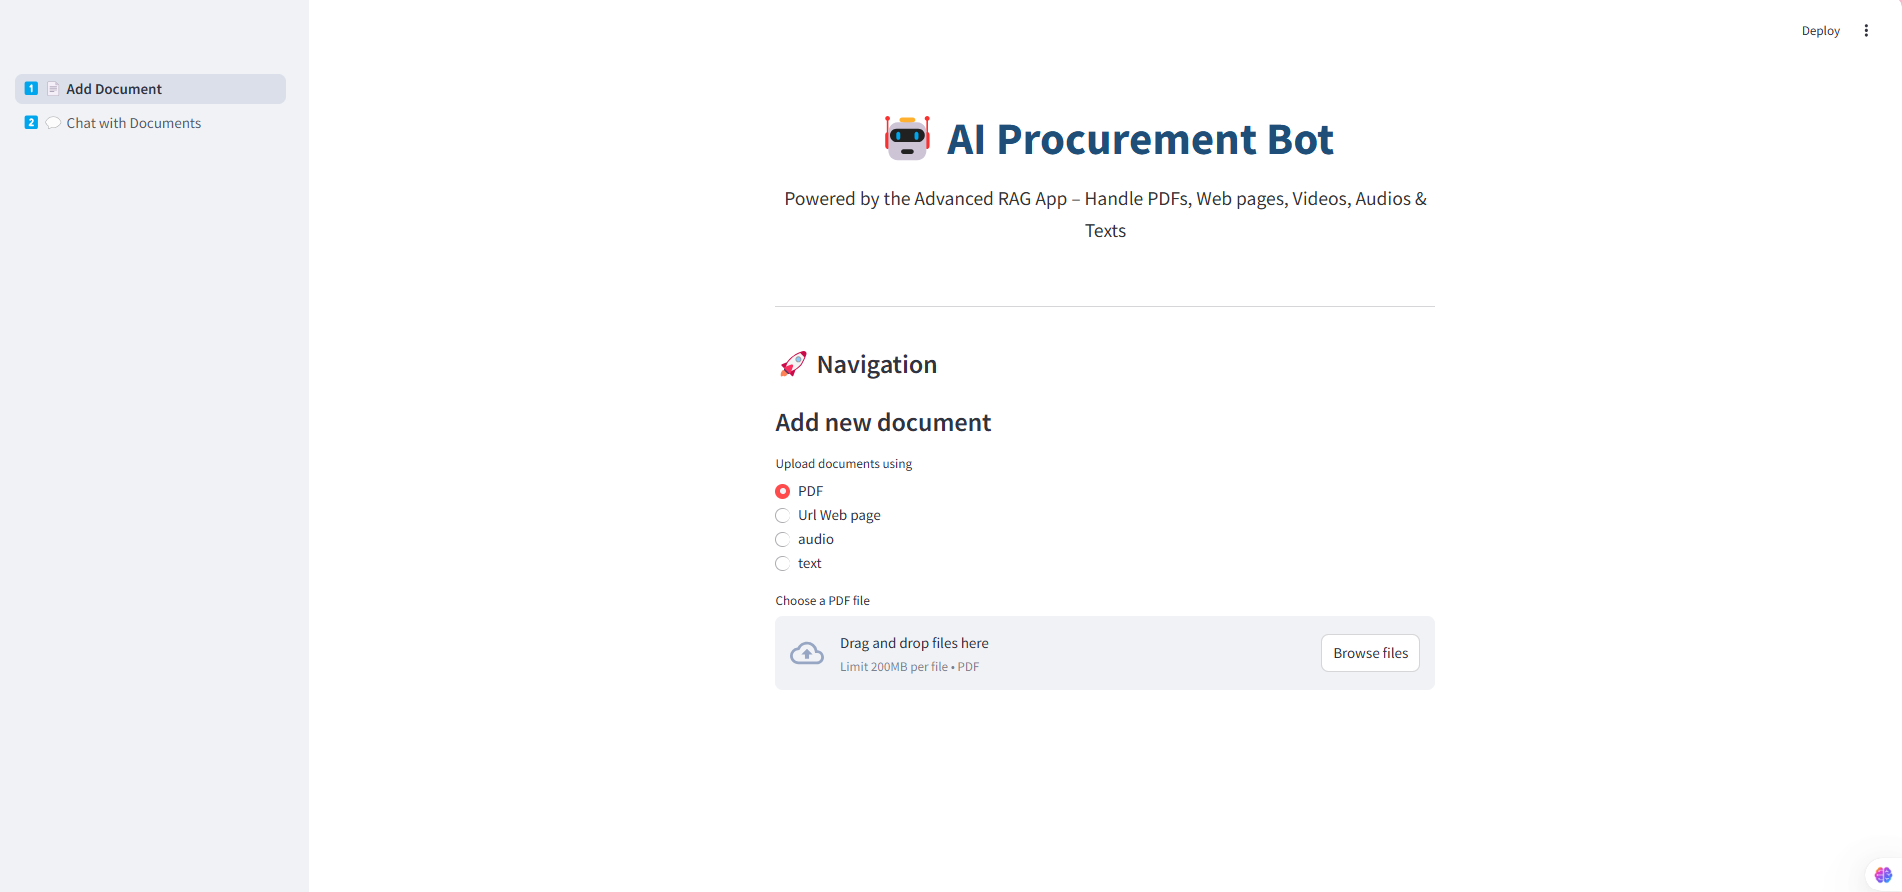 Deploy
1 Add Document
2 Chat with Documents
AI Procurement Bot
Powered by the Advanced RAG App – Handle PDFs, Web pages, Videos, Audios &
Texts
Navigation
Add new document
Upload documents using
PDF
Url Web page
audio
text
Choose a PDF file
Drag and drop files here
Limit 200MB per file • PDF
Browse files